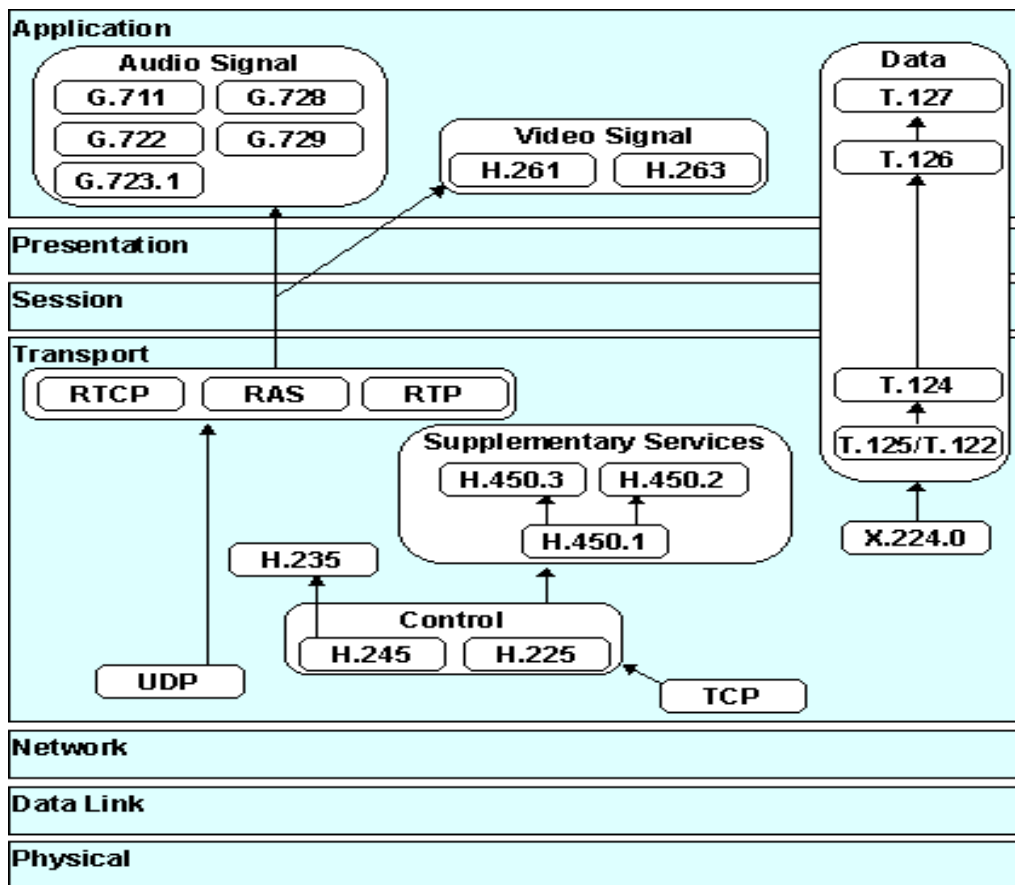 Application
Audio Signal
G.711
G.728
G.722
G.729
G.723.1
Video Signal
H.261
H.263
Data
T.127
T.126
Presentation
Session
Transport
RTCP
RAS
RTP
T.124
T.125/T.122
Supplementary Services
H.450.3
H.450.2
H.450.1
X.224.0
H.235
Control
H.245
H.225
UDP
TCP
Network
Data Link
Physical